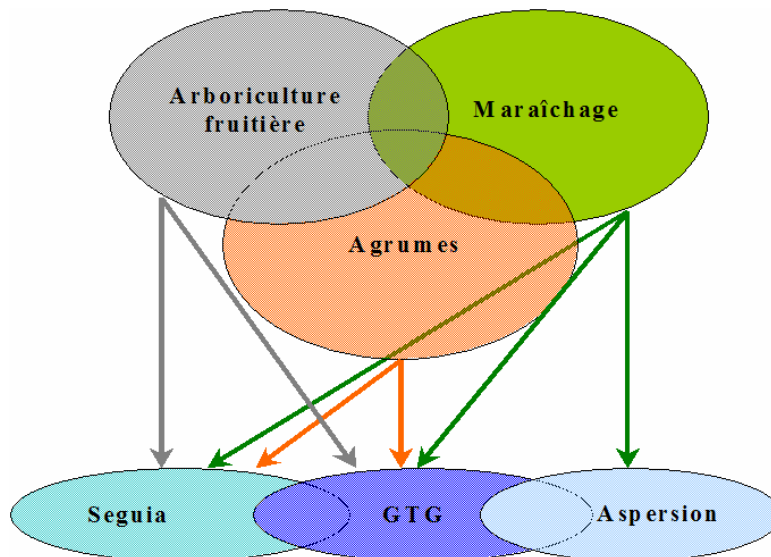 Arboriculture
fruitière
Maraîchage
Agrumes
Seguia
GTG
Aspersion